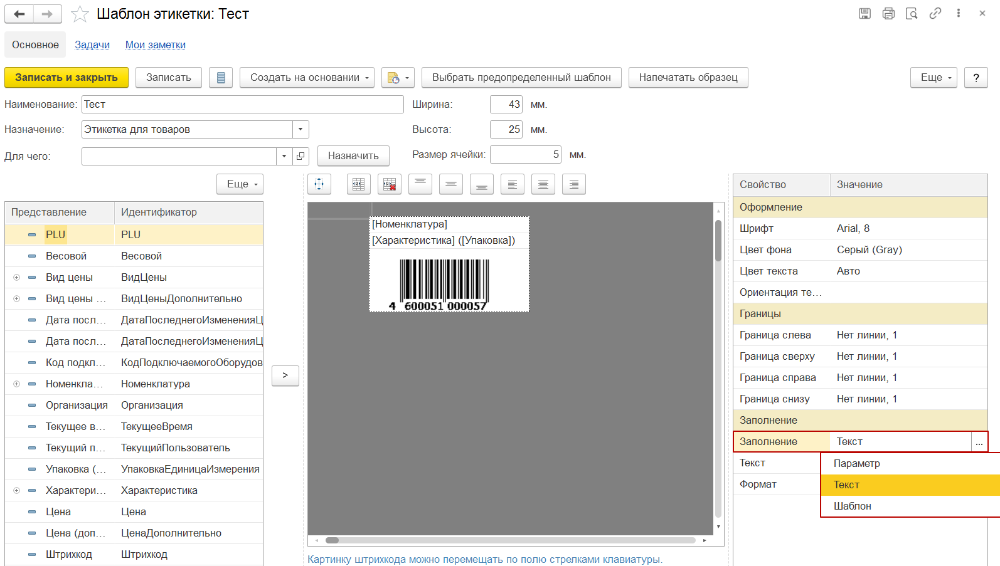 Шаблон этикетки: Тест
Основное Задачи Мои заметки
Записать и закрыть Записать Создать на основании Выбрать предопределенный шаблон Напечатать образец Еще ?
Наименование: Тест Ширина: 43 мм.
Назначение: Этикетка для товаров Высота: 25 мм.
Для чего: Назначить Размер ячейки: 5 мм.
Еще
Представление Идентификатор
PLU PLU
Весовой Весовой
Вид цены ВидЦены
Вид цены ... ВидЦеныДополнительно
Дата посл... ДатаПоследнегоИзмененияЦ
Дата посл... ДатаПоследнегоИзмененияЦ
Код подкл... КодПодключаемогоОборудов
Номенкла... Номенклатура
Организация Организация
Текущее в... ТекущееВремя
Текущий п... ТекущийПользователь
Упаковка (... УпаковкаЕдиницаИзмерения
Характери... Характеристика
Цена Цена
Цена (доп... ЦенаДополнительно
Штрихкод Штрихкод
>
[Номенклатура]
[Характеристика] ([Упаковка])
4 600051 000057
Картинку штрихкода можно перемещать по полю стрелками клавиатуры.
Свойство Значение
Оформление
Шрифт Arial, 8
Цвет фона Серый (Gray)
Цвет текста Авто
Ориентация те...
Границы
Граница слева Нет линии, 1
Граница сверху Нет линии, 1
Граница справа Нет линии, 1
Граница снизу Нет линии, 1
Заполнение
Заполнение Текст ...
Текст
Формат
Параметр
Текст
Шаблон